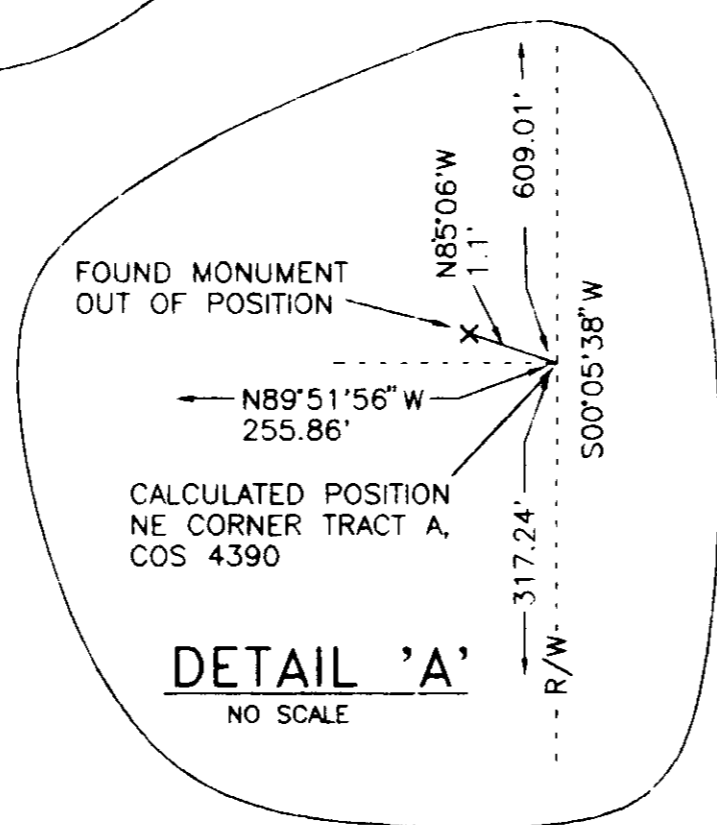 609.01'
N85°06'W
1.1'
FOUND MONUMENT
OUT OF POSITION
S00°05'38"W
N89°51'56"W
255.86'
CALCULATED POSITION
NE CORNER TRACT A,
COS 4390
317.24'
R/W
DETAIL 'A'
NO SCALE